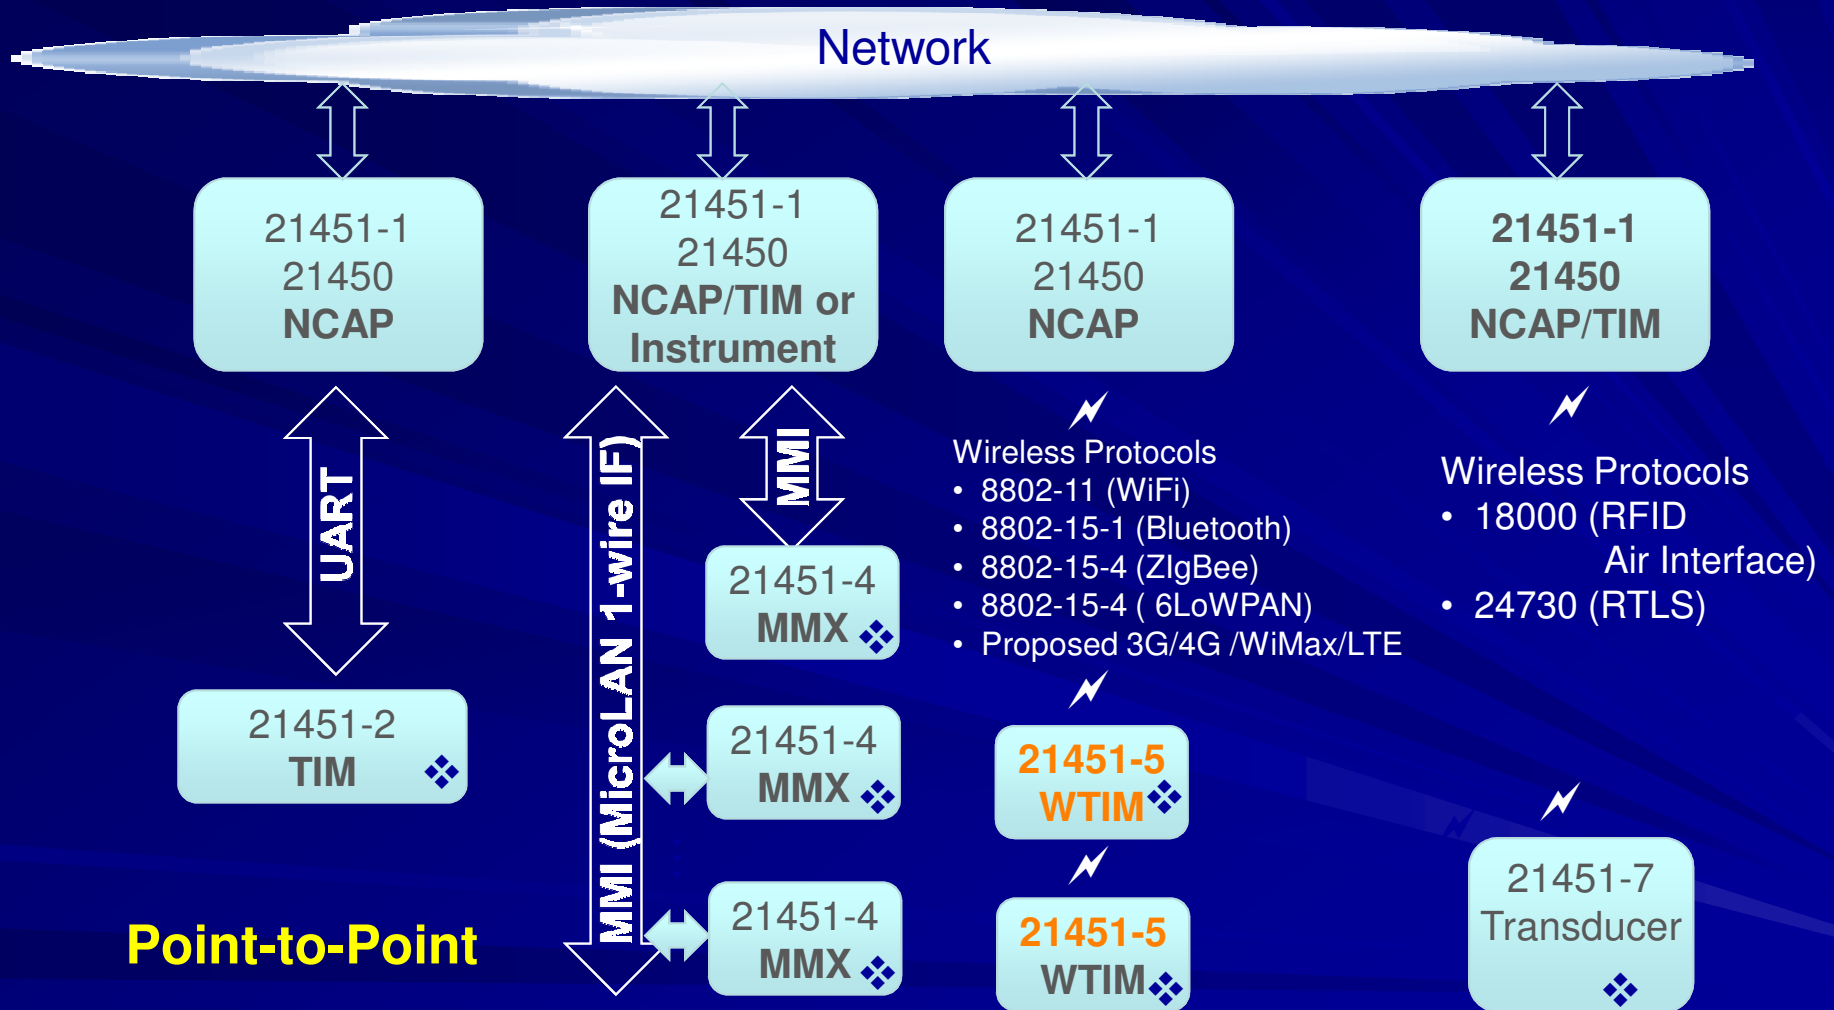 Network
21451-1
21450
NCAP
21451-1
21450
NCAP/TIM or
Instrument
21451-1
21450
NCAP
21451-1
21450
NCAP/TIM
UART
21451-2
TIM
Point-to-Point
MMI (MicroLAN 1-wire IF)
MMI
21451-4
MMX
21451-4
MMX
21451-4
MMX
Wireless Protocols
• 8802-11 (WiFi)
• 8802-15-1 (Bluetooth)
• 8802-15-4 (ZIgBee)
• 8802-15-4 ( 6LoWPAN)
• Proposed 3G/4G /WiMax/LTE
21451-5
WTIM
21451-5
WTIM
Wireless Protocols
• 18000 (RFID
Air Interface)
• 24730 (RTLS)
21451-7
Transducer